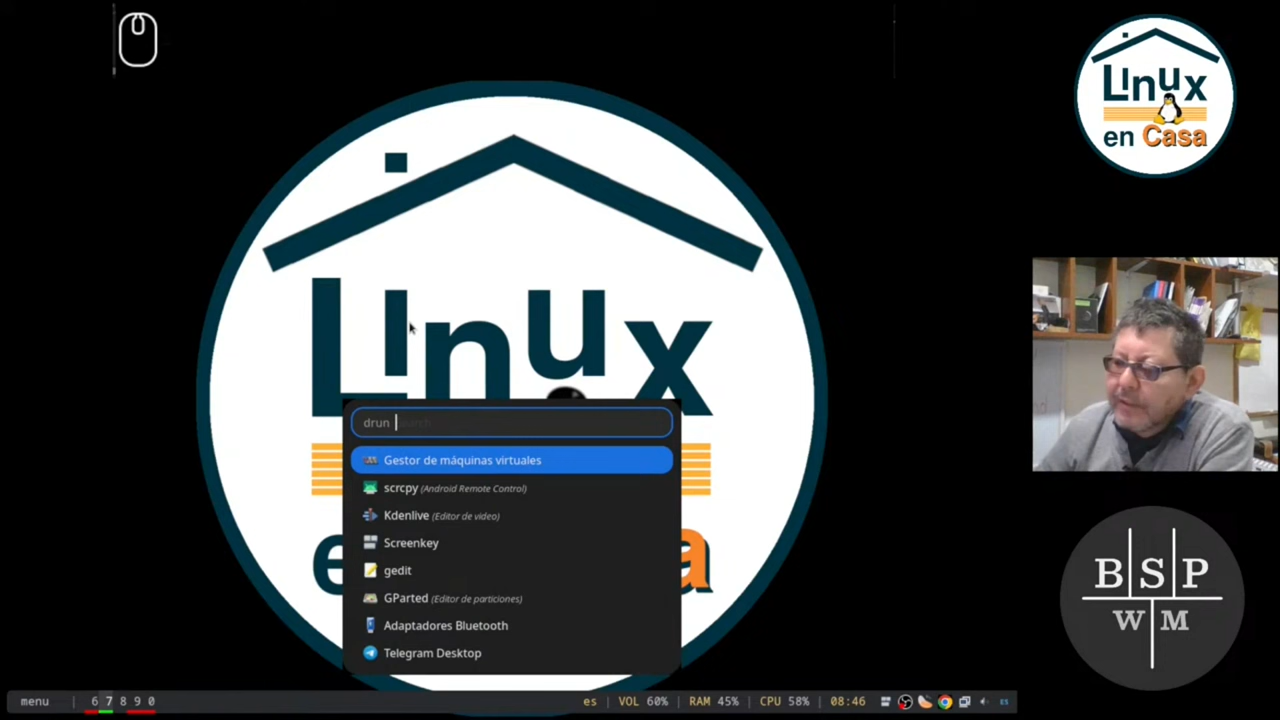 Linux
en Casa
Linux
drun
Gestor de máquinas virtuales
scrcpy (Android Remote Control)
Kdenlive (Editor de video)
Screenkey
gedit
GParted (Editor de particiones)
Adaptadores Bluetooth
Telegram Desktop
e
a
BSP
WM
menu | 6 7 8 9 0
es | VOL 60% | RAM 45% | CPU 58% | 08:46
ES